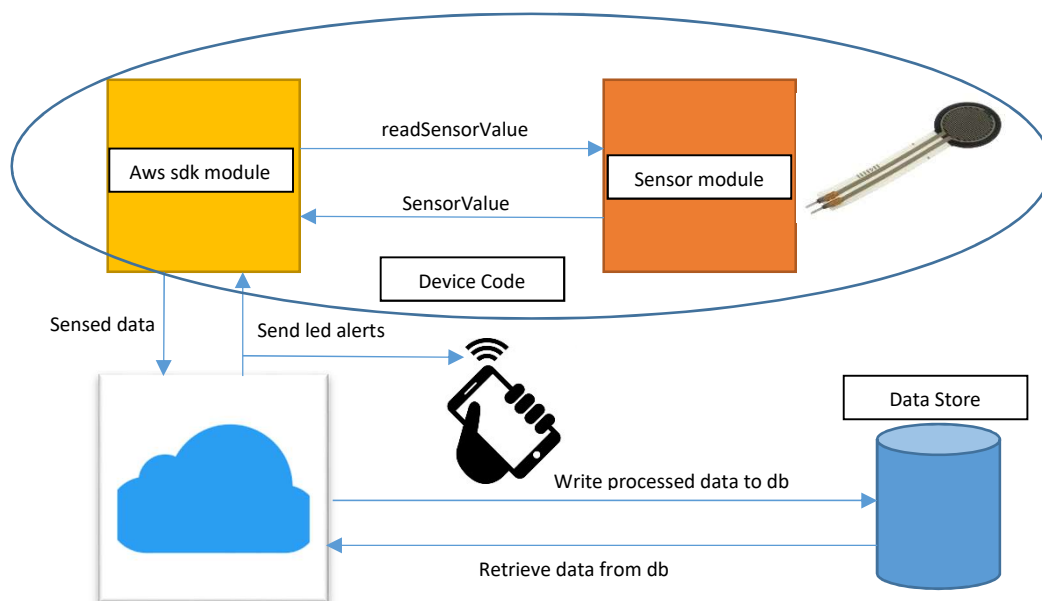 readSensorValue
Aws sdk module
Sensor module
SensorValue
Device Code
Sensed data
Send led alerts
Data Store
Write processed data to db
Retrieve data from db